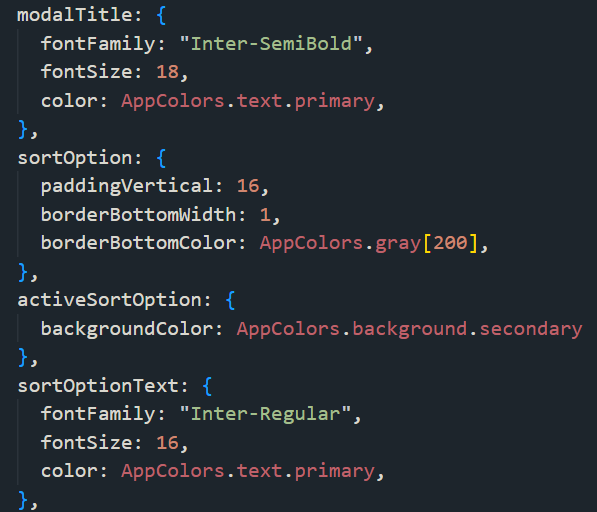 modalTitle: {
fontFamily: "Inter-SemiBold",
fontSize: 18,
color: AppColors.text.primary,
},
sortOption: {
paddingVertical: 16,
borderBottomWidth: 1,
borderBottomColor: AppColors.gray[200],
},
activeSortOption: {
backgroundColor: AppColors.background.secondary
},
sortOptionText: {
fontFamily: "Inter-Regular",
fontSize: 16,
color: AppColors.text.primary,
},